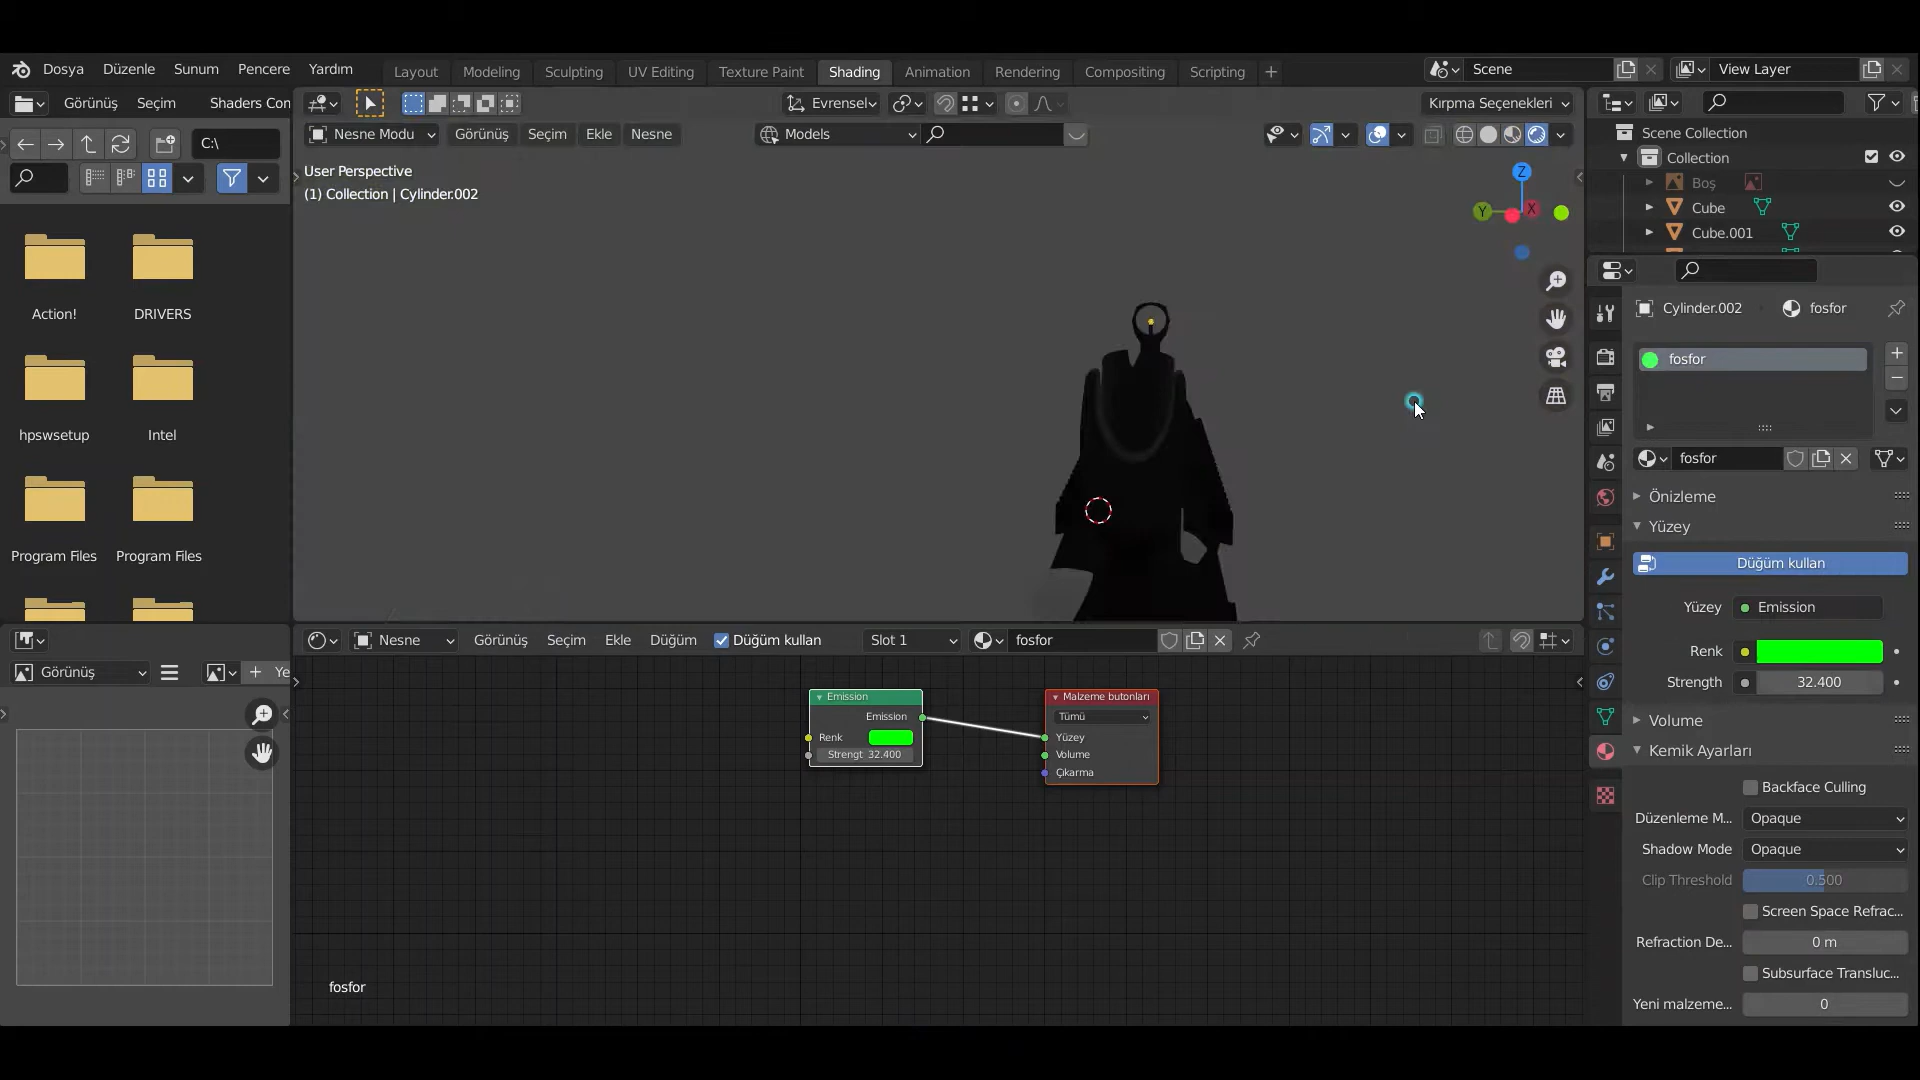 Dosya Düzenle Sunum Pencere Yardım Layout Modeling Sculpting UV Editing Texture Paint Shading Animation Rendering Compositing Scripting + Scene View Layer
Görünüş Seçim Shaders Con Evrensel Kırpma Seçenekleri
C:\ Nesne Modu Görünüş Seçim Ekle Nesne Models
User Perspective
(1) Collection | Cylinder.002
Z
Y X
Action! DRIVERS
hpswsetup Intel
Program Files Program Files
Scene Collection
Collection
Boş
Cube
Cube.001
Cylinder.002 fosfor
fosfor
fosfor
Önizleme
Yüzey
Düğüm kullan
Yüzey Emission
Renk
Strength 32.400
Volume
Kemik Ayarları
Backface Culling
Düzenleme M... Opaque
Shadow Mode Opaque
Clip Threshold 0.500
Screen Space Refrac...
Refraction De... 0 m
Subsurface Transluc...
Yeni malzeme... 0
Nesne Görünüş Seçim Ekle Düğüm Düğüm kullan Slot 1 fosfor
Görünüş + Ye
Emission
Emission
Renk
Strengt 32.400
Malzeme butonları
Tümü
Yüzey
Volume
Çıkarma
fosfor